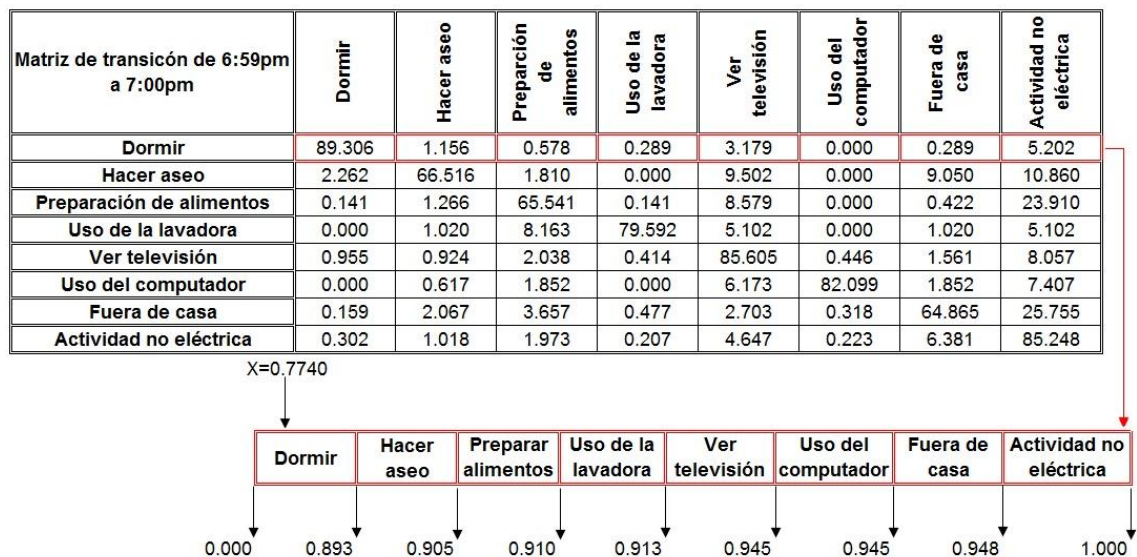 Matriz de transicón de 6:59pm
a 7:00pm
Dormir
Hacer aseo
Preparción
de
alimentos
Uso de la
lavadora
Ver
televisión
Uso del
computador
Fuera de
casa
Actividad no
eléctrica
Dormir 89.306 1.156 0.578 0.289 3.179 0.000 0.289 5.202
Hacer aseo 2.262 66.516 1.810 0.000 9.502 0.000 9.050 10.860
Preparación de alimentos 0.141 1.266 65.541 0.141 8.579 0.000 0.422 23.910
Uso de la lavadora 0.000 1.020 8.163 79.592 5.102 0.000 1.020 5.102
Ver televisión 0.955 0.924 2.038 0.414 85.605 0.446 1.561 8.057
Uso del computador 0.000 0.617 1.852 0.000 6.173 82.099 1.852 7.407
Fuera de casa 0.159 2.067 3.657 0.477 2.703 0.318 64.865 25.755
Actividad no eléctrica 0.302 1.018 1.973 0.207 4.647 0.223 6.381 85.248
X=0.7740
Dormir
Hacer
aseo
Preparar
alimentos
Uso de la
lavadora
Ver
televisión
Uso del
computador
Fuera de
casa
Actividad no
eléctrica
0.000 0.893 0.905 0.910 0.913 0.945 0.945 0.948 1.000